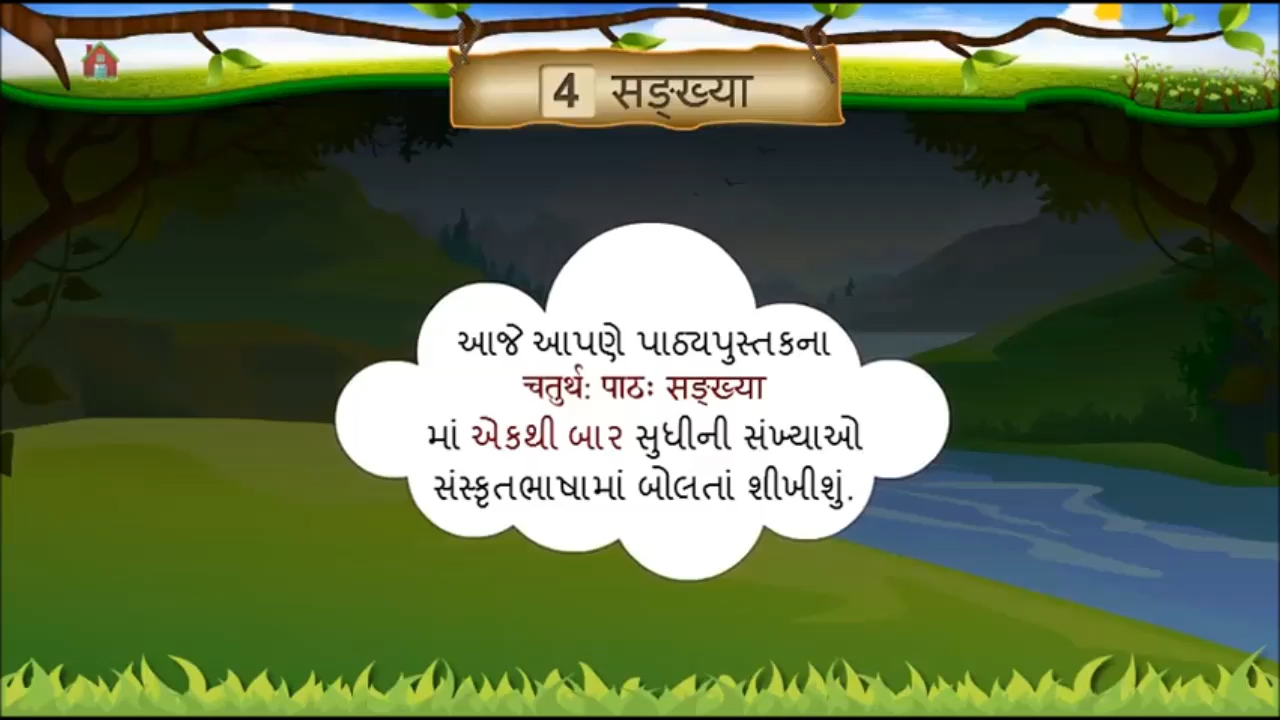 4 सङ्ख्या
આજે આપણે પાઠ્યપુસ્તકના
चतुर्थ: पाठः सङ्ख्या
માં એકથી બાર સુધીની સંખ્યાઓ
સંસ્કૃતભાષામાં બોલતાં શીખીશું.